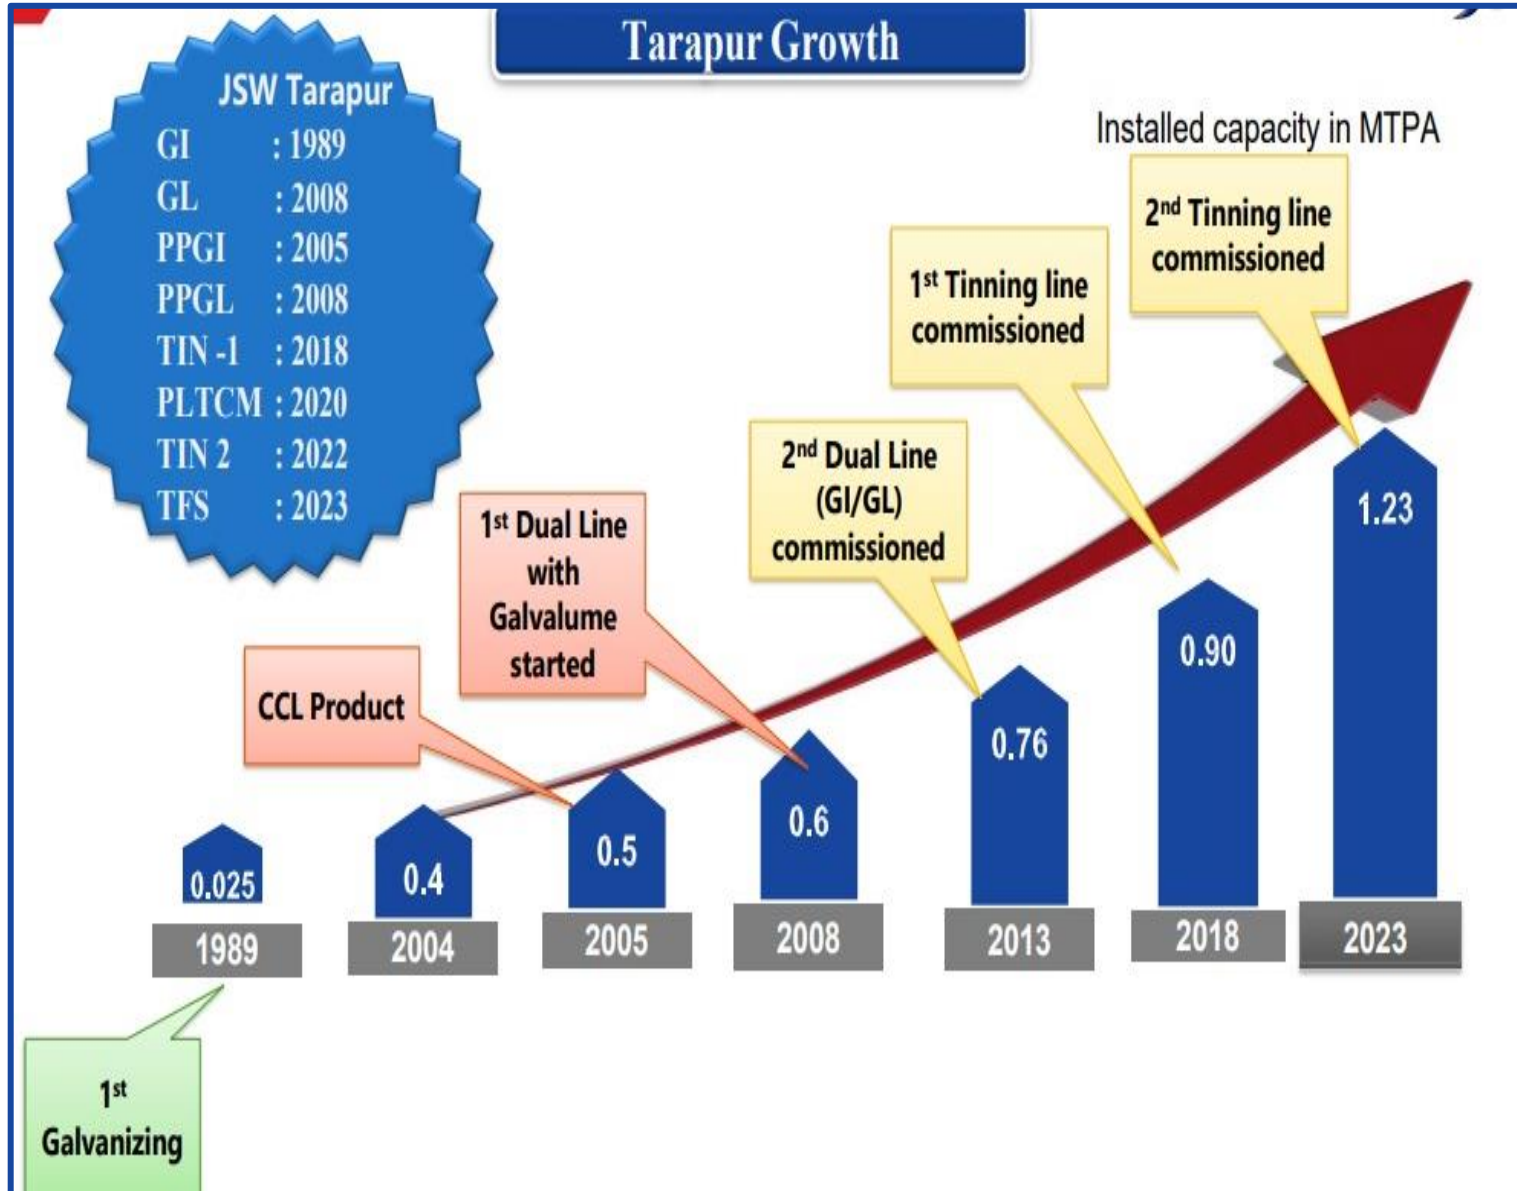 Tarapur Growth
JSW Tarapur
GI : 1989
GL : 2008
PPGI : 2005
PPGL : 2008
TIN -1 : 2018
PLTCM : 2020
TIN 2 : 2022
TFS : 2023
Installed capacity in MTPA
2nd Tinning line
commissioned
1st Tinning line
commissioned
2nd Dual Line
(GI/GL)
commissioned
1st Dual Line
with
Galvalume
started
CCL Product
0.025
0.4
0.5
0.6
0.76
0.90
1.23
1989
2004
2005
2008
2013
2018
2023
1st
Galvanizing